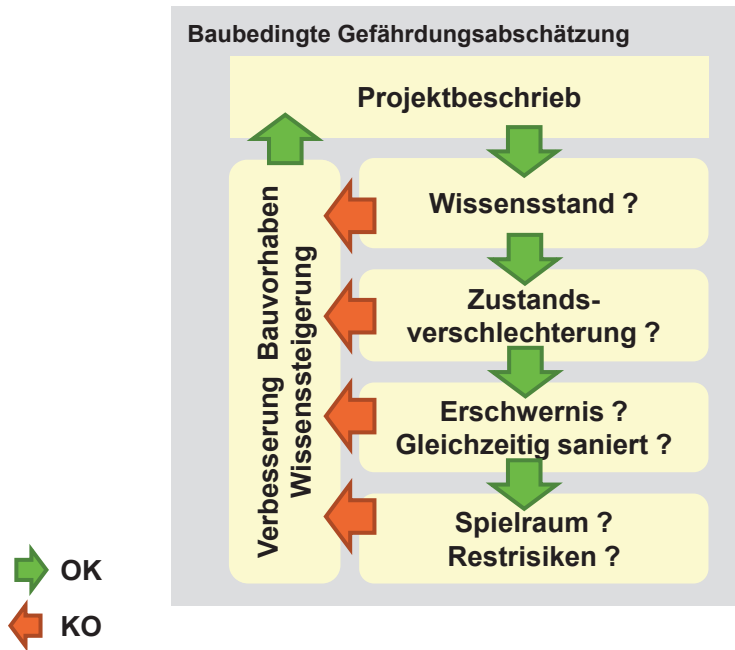 Baubedingte Gefährdungsabschätzung
Projektbeschrieb
Wissensstand ?
Zustands-
verschlechterung ?
Erschwernis ?
Gleichzeitig saniert ?
Spielraum ?
Restrisiken ?
Verbesserung Bauvorhaben
Wissenssteigerung
OK
KO